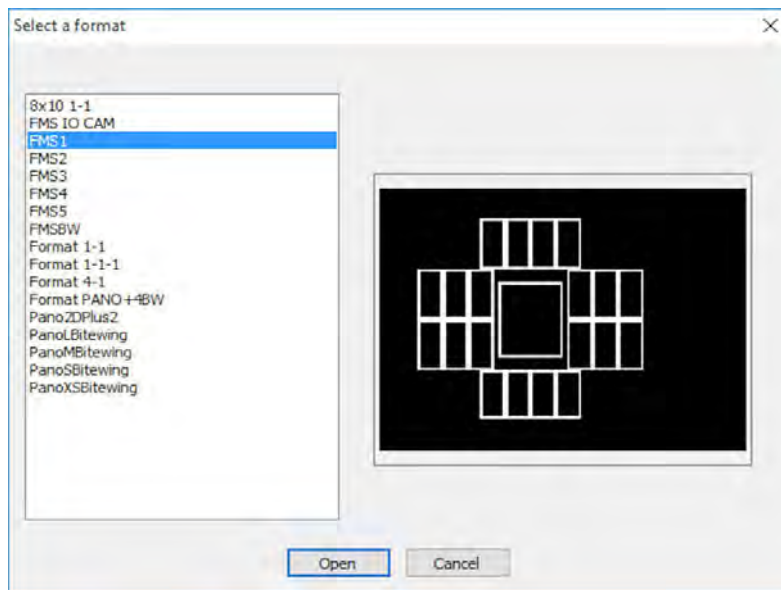 Select a format
8x10 1-1
FMS IO CAM
FMS1
FMS2
FMS3
FMS4
FMS5
FMSBW
Format 1-1
Format 1-1-1
Format 4-1
Format PANO+4BW
Pano2DPlus2
PanoLBitewing
PanoMBitewing
PanoSBitewing
PanoXSBitewing
Open
Cancel